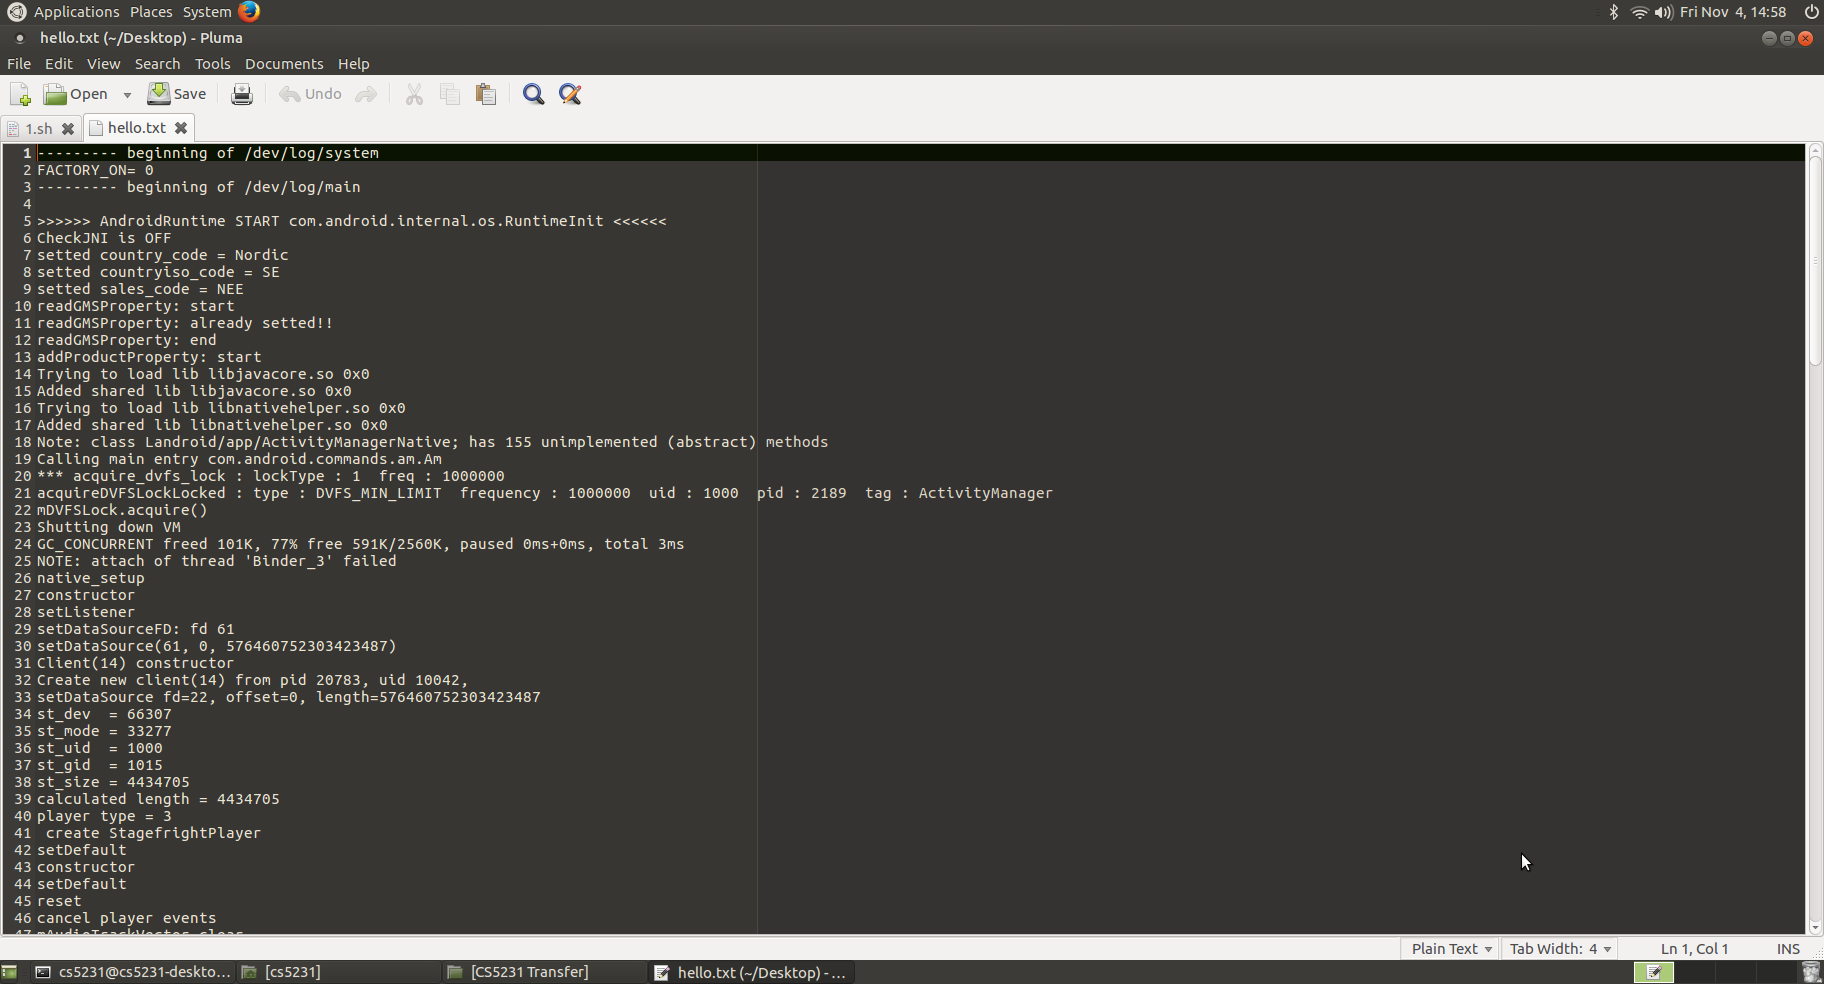 Applications Places System Fri Nov 4, 14:58
hello.txt (~/Desktop) - Pluma
File Edit View Search Tools Documents Help
Open Save Undo
1.sh hello.txt
1 --------- beginning of /dev/log/system
2 FACTORY_ON= 0
3 --------- beginning of /dev/log/main
4
5 >>>>>> AndroidRuntime START com.android.internal.os.RuntimeInit <<<<<<
6 CheckJNI is OFF
7 setted country_code = Nordic
8 setted countryiso_code = SE
9 setted sales_code = NEE
10 readGMSProperty: start
11 readGMSProperty: already setted!!
12 readGMSProperty: end
13 addProductProperty: start
14 Trying to load lib libjavacore.so 0x0
15 Added shared lib libjavacore.so 0x0
16 Trying to load lib libnativehelper.so 0x0
17 Added shared lib libnativehelper.so 0x0
18 Note: class Landroid/app/ActivityManagerNative; has 155 unimplemented (abstract) methods
19 Calling main entry com.android.commands.am.Am
20 *** acquire_dvfs_lock : lockType : 1  freq : 1000000
21 acquireDVFSLockLocked : type : DVFS_MIN_LIMIT  frequency : 1000000  uid : 1000  pid : 2189  tag : ActivityManager
22 mDVFSLock.acquire()
23 Shutting down VM
24 GC_CONCURRENT freed 101K, 77% free 591K/2560K, paused 0ms+0ms, total 3ms
25 NOTE: attach of thread 'Binder_3' failed
26 native_setup
27 constructor
28 setListener
29 setDataSourceFD: fd 61
30 setDataSource(61, 0, 576460752303423487)
31 Client(14) constructor
32 Create new client(14) from pid 20783, uid 10042,
33 setDataSource fd=22, offset=0, length=576460752303423487
34 st_dev  = 66307
35 st_mode = 33277
36 st_uid  = 1000
37 st_gid  = 1015
38 st_size = 4434705
39 calculated length = 4434705
40 player type = 3
41  create StagefrightPlayer
42 setDefault
43 constructor
44 setDefault
45 reset
46 cancel player events
47 mAudioTrackVector clear
Plain Text Tab Width: 4 Ln 1, Col 1 INS
cs5231@cs5231-deskto... [cs5231] [CS5231 Transfer] hello.txt (~/Desktop) - ...